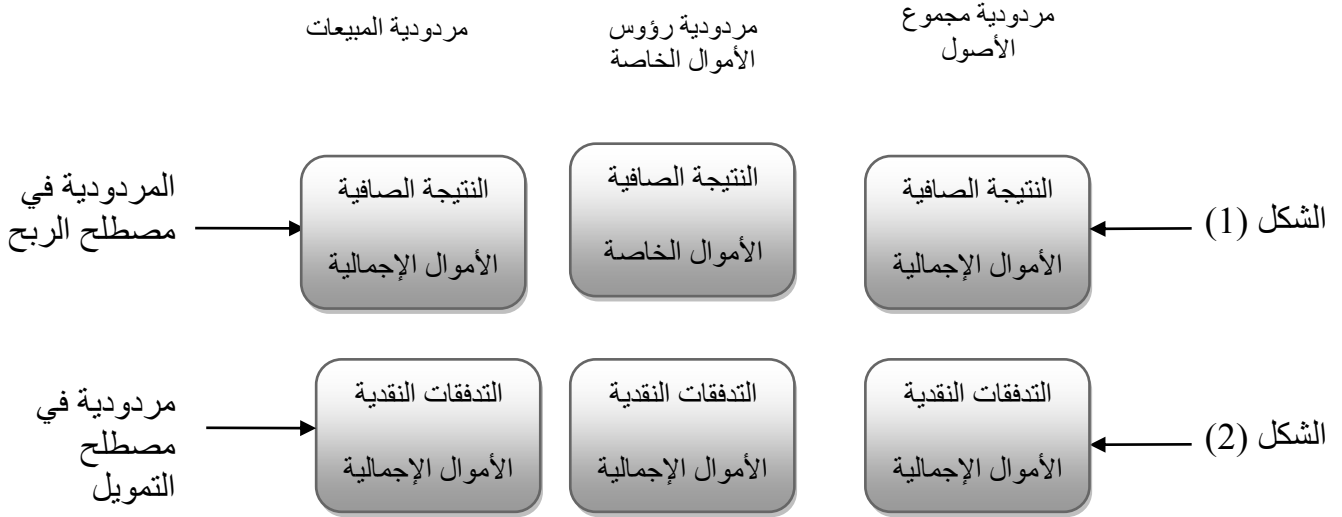 مردودية مجموع
الأصول
مردودية رؤوس
الأموال الخاصة
مردودية المبيعات
الشكل (1)
النتيجة الصافية
الأموال الإجمالية
النتيجة الصافية
الأموال الخاصة
النتيجة الصافية
الأموال الإجمالية
المردودية في
مصطلح الربح
الشكل (2)
التدفقات النقدية
الأموال الإجمالية
التدفقات النقدية
الأموال الإجمالية
التدفقات النقدية
الأموال الإجمالية
مردودية في
مصطلح
التمويل